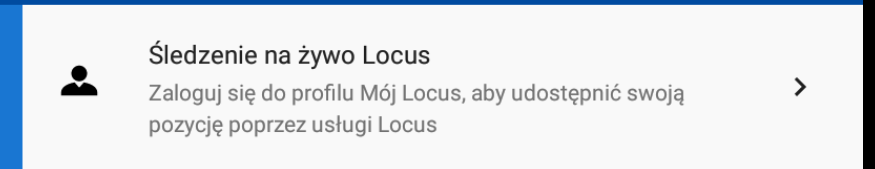 Śledzenie na żywo Locus
Zaloguj się do profilu Mój Locus, aby udostępnić swoją
pozycję poprzez usługi Locus